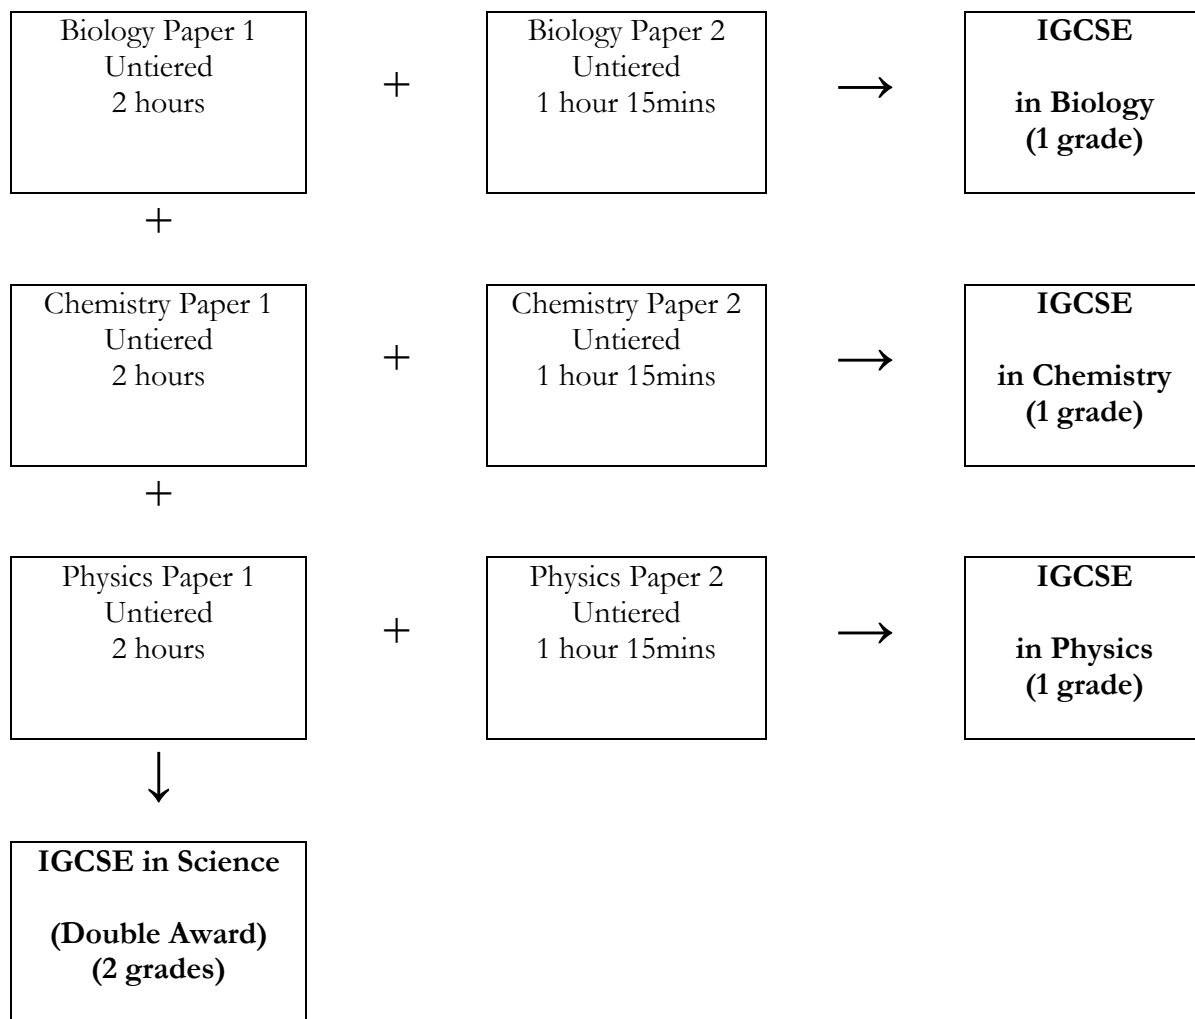 Biology Paper 1
Untiered
2 hours
+
Biology Paper 2
Untiered
1 hour 15mins
→
IGCSE
in Biology
(1 grade)
+
Chemistry Paper 1
Untiered
2 hours
+
Chemistry Paper 2
Untiered
1 hour 15mins
→
IGCSE
in Chemistry
(1 grade)
+
Physics Paper 1
Untiered
2 hours
+
Physics Paper 2
Untiered
1 hour 15mins
→
IGCSE
in Physics
(1 grade)
↓
IGCSE in Science
(Double Award)
(2 grades)